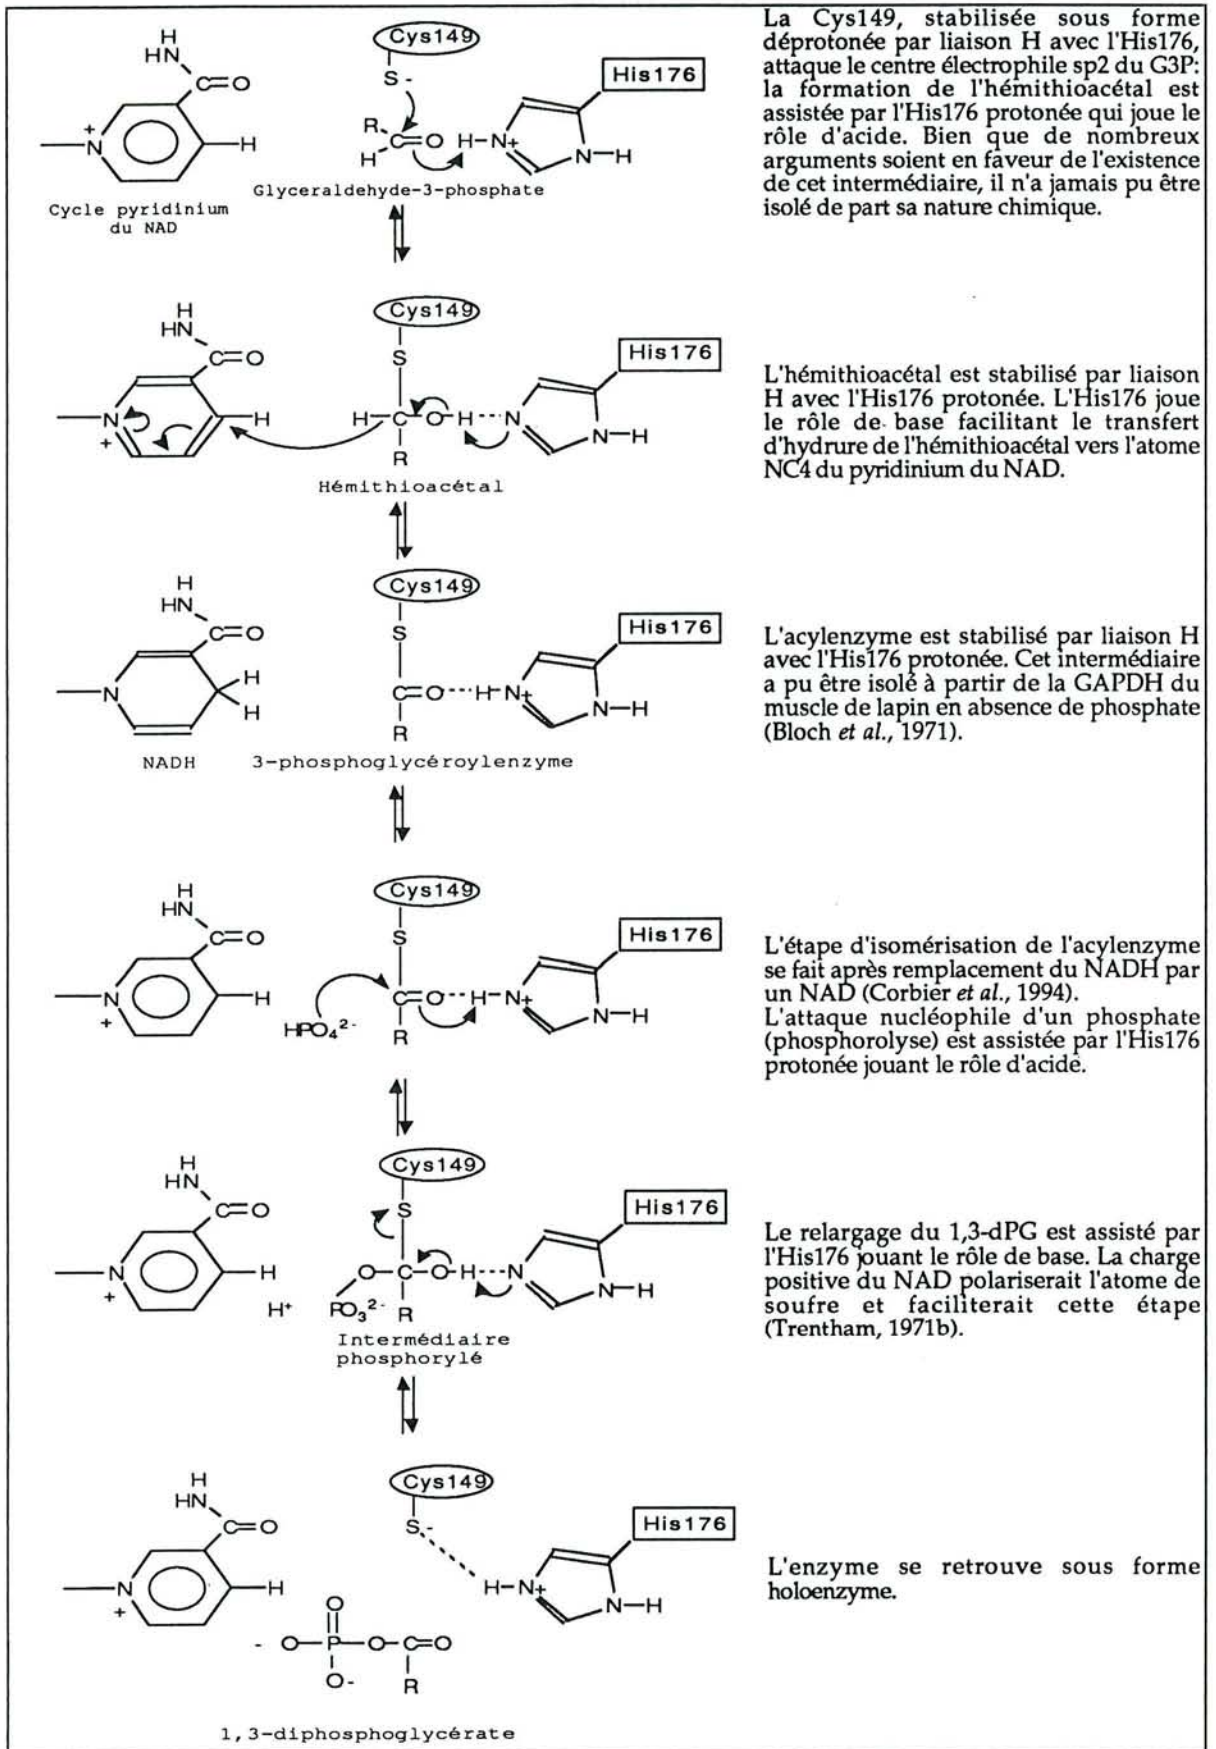 H
HN
C=O
+
N
H
Cycle pyridinium
du NAD
Cys149
S-
R
C=O
H
H-N+
N-H
His176
Glyceraldehyde-3-phosphate
La Cys149, stabilisée sous forme
déprotonée par liaison H avec l'His176,
attaque le centre électrophile sp2 du G3P:
la formation de l'hémithioacétal est
assistée par l'His176 protonée qui joue le
rôle d'acide. Bien que de nombreux
arguments soient en faveur de l'existence
de cet intermédiaire, il n'a jamais pu être
isolé de part sa nature chimique.
H
HN
C=O
N
+
H
Cys149
S
H-C-O-H
R
N
N-H
His176
Hémithioacétal
L'hémithioacétal est stabilisé par liaison
H avec l'His176 protonée. L'His176 joue
le rôle de base facilitant le transfert
d'hydrure de l'hémithioacétal vers l'atome
NC4 du pyridinium du NAD.
H
HN
C=O
N
H
H
NADH
Cys149
S
C=O
R
H-N+
N-H
His176
3-phosphoglycéroylenzyme
L'acylenzyme est stabilisé par liaison H
avec l'His176 protonée. Cet intermédiaire
a pu être isolé à partir de la GAPDH du
muscle de lapin en absence de phosphate
(Bloch et al., 1971).
H
HN
C=O
N
+
H
HPO₄²⁻
Cys149
S
C=O
R
H-N+
N-H
His176
L'étape d'isomérisation de l'acylenzyme
se fait après remplacement du NADH par
un NAD (Corbier et al., 1994).
L'attaque nucléophile d'un phosphate
(phosphorolyse) est assistée par l'His176
protonée jouant le rôle d'acide.
H
HN
C=O
N
+
H
H⁺
Cys149
S
O-C-O-H
PO₃²⁻
R
N
N-H
His176
Intermédiaire
phosphorylé
Le relargage du 1,3-dPG est assisté par
l'His176 jouant le rôle de base. La charge
positive du NAD polariserait l'atome de
soufre et faciliterait cette étape
(Trentham, 1971b).
H
HN
C=O
N
+
H
Cys149
S-
H-N+
N-H
His176
O
- O-P-O-C=O
O-
R
1,3-diphosphoglycérate
L'enzyme se retrouve sous forme
holoenzyme.